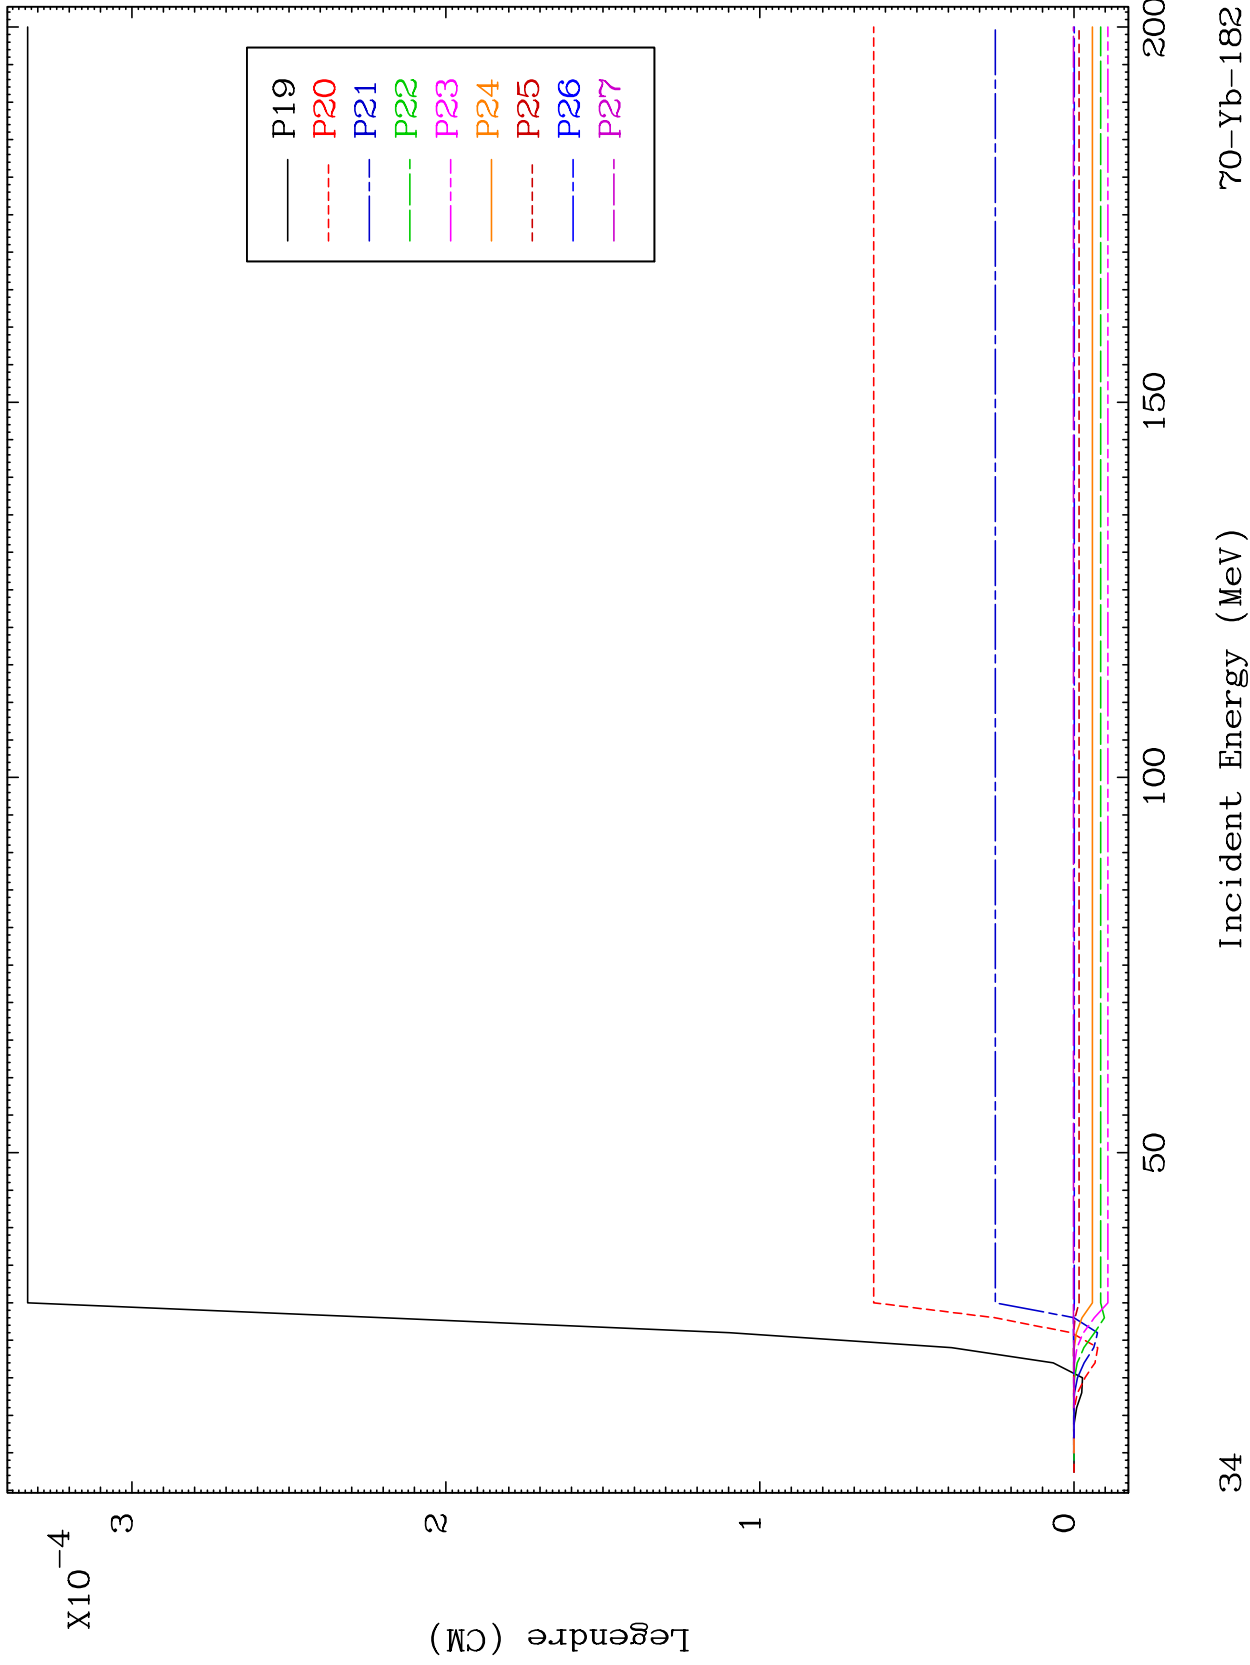 X10
-4
3
2
1
0
Legendre (CM)
P19
P20
P21
P22
P23
P24
P25
P26
P27
50
100
150
200
Incident Energy (MeV)
34
70-Yb-182